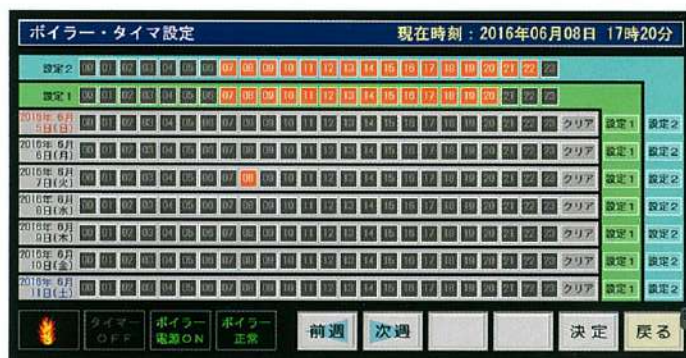 ボイラー・タイマ設定 現在時刻:2016年06月08日 17時20分
設定2 00 01 02 03 04 05 06 07 08 09 10 11 12 13 14 15 16 17 18 19 20 21 22 23
設定1 00 01 02 03 04 05 06 07 08 09 10 11 12 13 14 15 16 17 18 19 20 21 22 23
2016年 6月
5日(日) 00 01 02 03 04 05 06 07 08 09 10 11 12 13 14 15 16 17 18 19 20 21 22 23 クリア 設定1 設定2
2016年 6月
6日(月) 00 01 02 03 04 05 06 07 08 09 10 11 12 13 14 15 16 17 18 19 20 21 22 23 クリア 設定1 設定2
2016年 6月
7日(火) 00 01 02 03 04 05 06 07 08 09 10 11 12 13 14 15 16 17 18 19 20 21 22 23 クリア 設定1 設定2
2016年 6月
8日(水) 00 01 02 03 04 05 06 07 08 09 10 11 12 13 14 15 16 17 18 19 20 21 22 23 クリア 設定1 設定2
2016年 6月
9日(木) 00 01 02 03 04 05 06 07 08 09 10 11 12 13 14 15 16 17 18 19 20 21 22 23 クリア 設定1 設定2
2016年 6月
10日(金) 00 01 02 03 04 05 06 07 08 09 10 11 12 13 14 15 16 17 18 19 20 21 22 23 クリア 設定1 設定2
2016年 6月
11日(土) 00 01 02 03 04 05 06 07 08 09 10 11 12 13 14 15 16 17 18 19 20 21 22 23 クリア 設定1 設定2
タイマー
OFF
ボイラー
電源ON
ボイラー
正常
前週 次週 決定 戻る